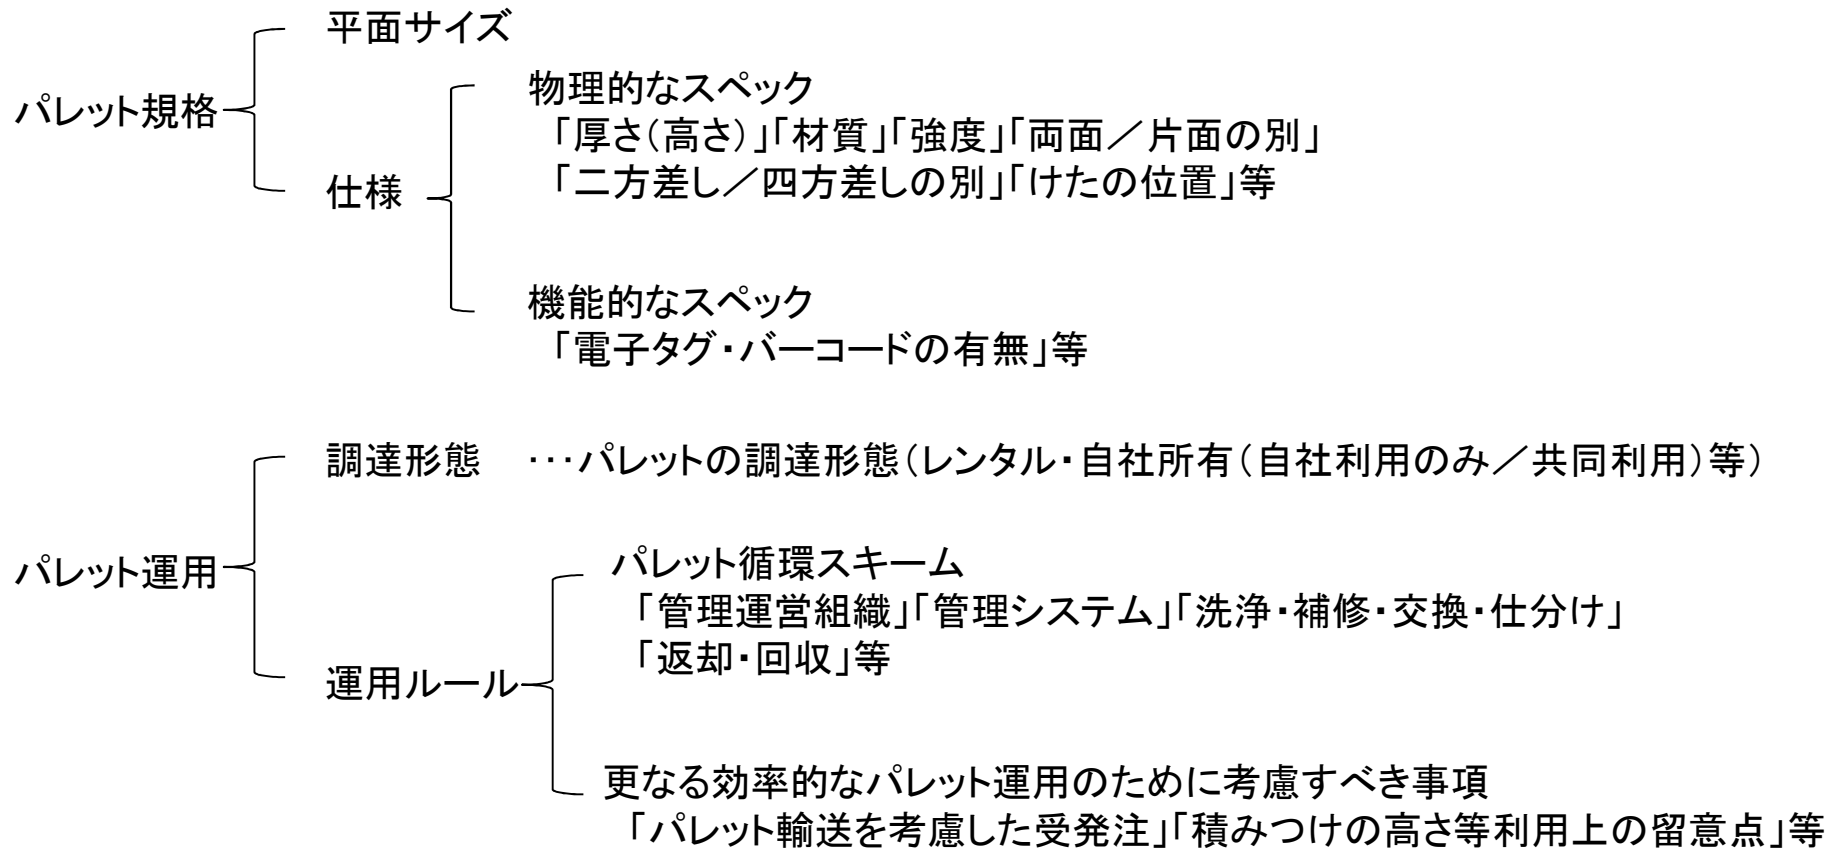 平面サイズ
パレット規格
物理的なスペック
「厚さ(高さ)」「材質」「強度」「両面／片面の別」
「二方差し／四方差しの別」「けたの位置」等
仕様
機能的なスペック
「電子タグ・バーコードの有無」等
調達形態 ･･･パレットの調達形態(レンタル・自社所有(自社利用のみ／共同利用)等)
パレット運用
パレット循環スキーム
「管理運営組織」「管理システム」「洗浄・補修・交換・仕分け」
「返却・回収」等
運用ルール
更なる効率的なパレット運用のために考慮すべき事項
「パレット輸送を考慮した受発注」「積みつけの高さ等利用上の留意点」等